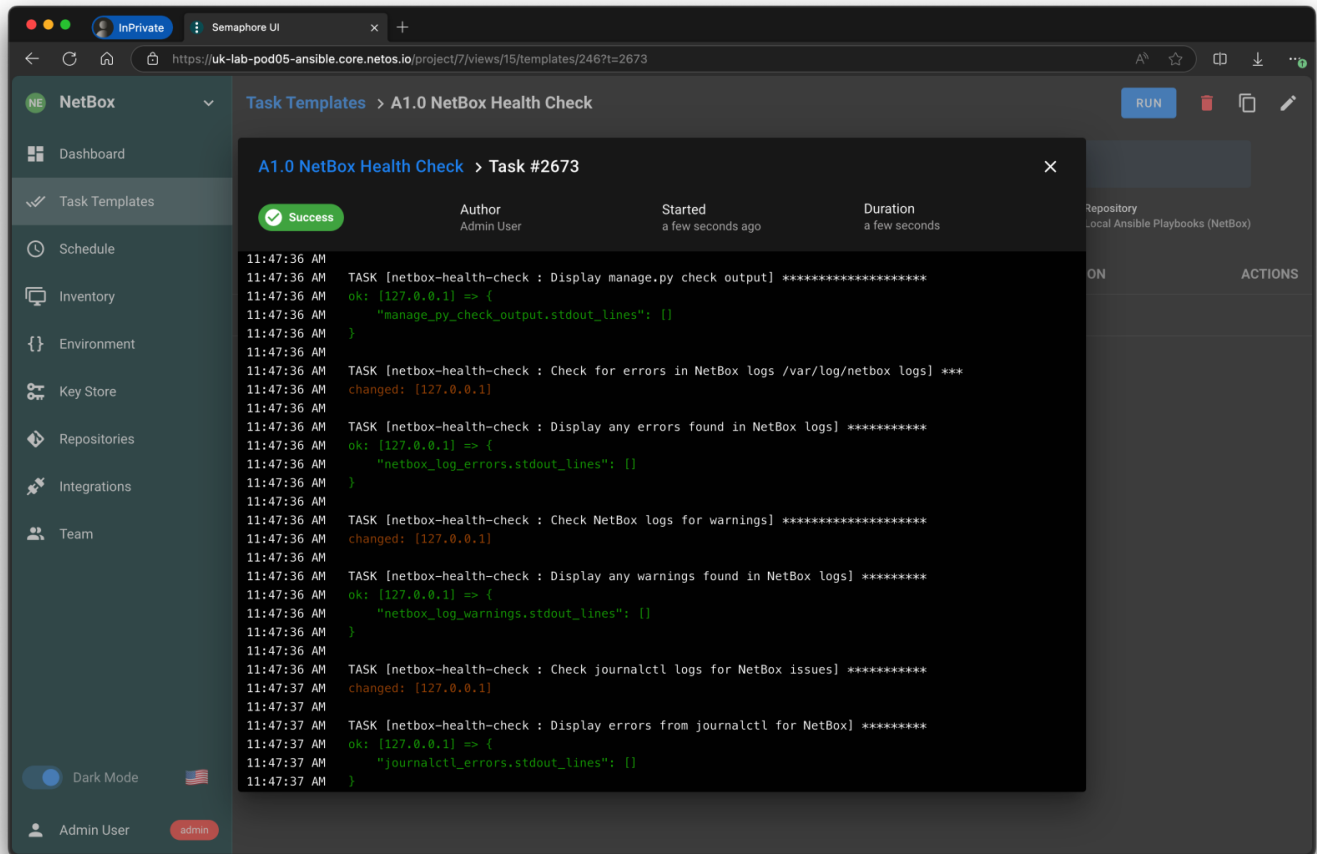 InPrivate
Semaphore UI
https://uk-lab-pod05-ansible.core.netos.io/project/7/views/15/templates/246?t=2673
NE NetBox
Task Templates > A1.0 NetBox Health Check
RUN
Dashboard
Task Templates
Schedule
Inventory
Environment
Key Store
Repositories
Integrations
Team
Dark Mode
Admin User admin
A1.0 NetBox Health Check > Task #2673
Success
Author
Admin User
Started
a few seconds ago
Duration
a few seconds
Repository
Local Ansible Playbooks (NetBox)
ON
ACTIONS
11:47:36 AM
11:47:36 AM TASK [netbox-health-check : Display manage.py check output] ********************
11:47:36 AM ok: [127.0.0.1] => {
11:47:36 AM "manage_py_check_output.stdout_lines": []
11:47:36 AM }
11:47:36 AM
11:47:36 AM TASK [netbox-health-check : Check for errors in NetBox logs /var/log/netbox logs] ***
11:47:36 AM changed: [127.0.0.1]
11:47:36 AM
11:47:36 AM TASK [netbox-health-check : Display any errors found in NetBox logs] ***********
11:47:36 AM ok: [127.0.0.1] => {
11:47:36 AM "netbox_log_errors.stdout_lines": []
11:47:36 AM }
11:47:36 AM
11:47:36 AM TASK [netbox-health-check : Check NetBox logs for warnings] ********************
11:47:36 AM changed: [127.0.0.1]
11:47:36 AM
11:47:36 AM TASK [netbox-health-check : Display any warnings found in NetBox logs] *********
11:47:36 AM ok: [127.0.0.1] => {
11:47:36 AM "netbox_log_warnings.stdout_lines": []
11:47:36 AM }
11:47:36 AM
11:47:36 AM TASK [netbox-health-check : Check journalctl logs for NetBox issues] ***********
11:47:37 AM changed: [127.0.0.1]
11:47:37 AM
11:47:37 AM TASK [netbox-health-check : Display errors from journalctl for NetBox] *********
11:47:37 AM ok: [127.0.0.1] => {
11:47:37 AM "journalctl_errors.stdout_lines": []
11:47:37 AM }